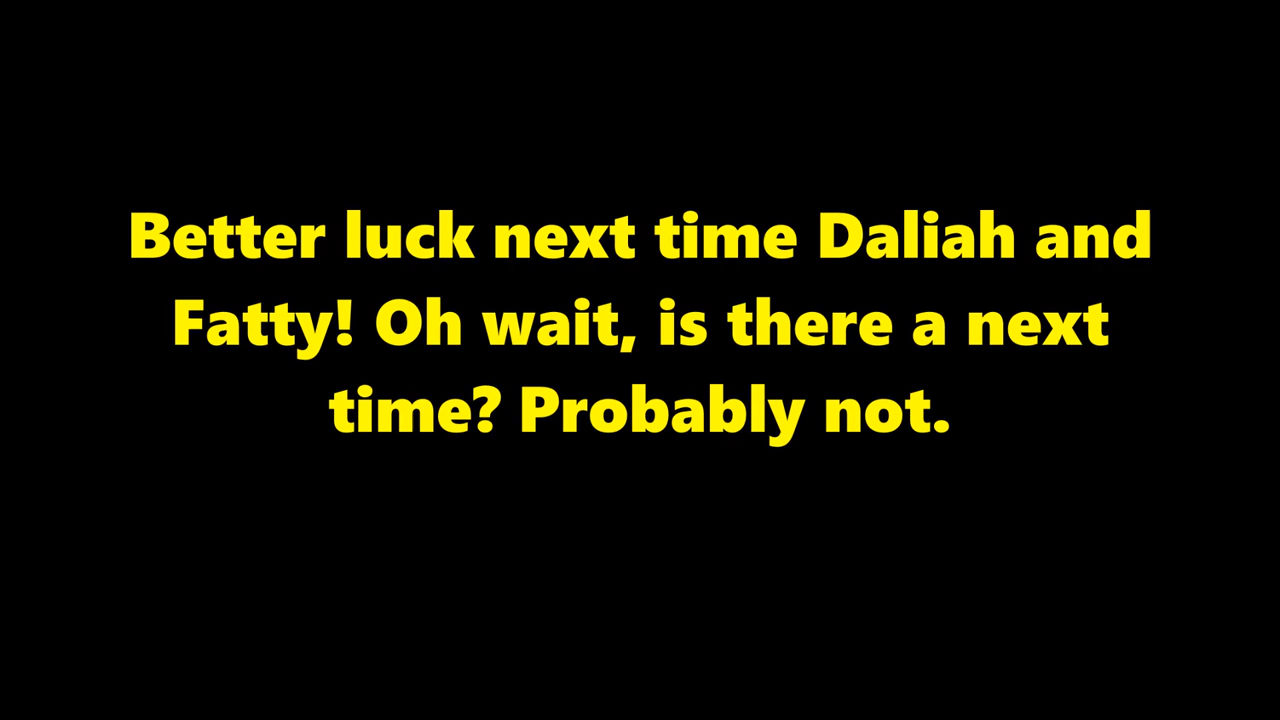 Better luck next time Daliah and
Fatty! Oh wait, is there a next
time? Probably not.